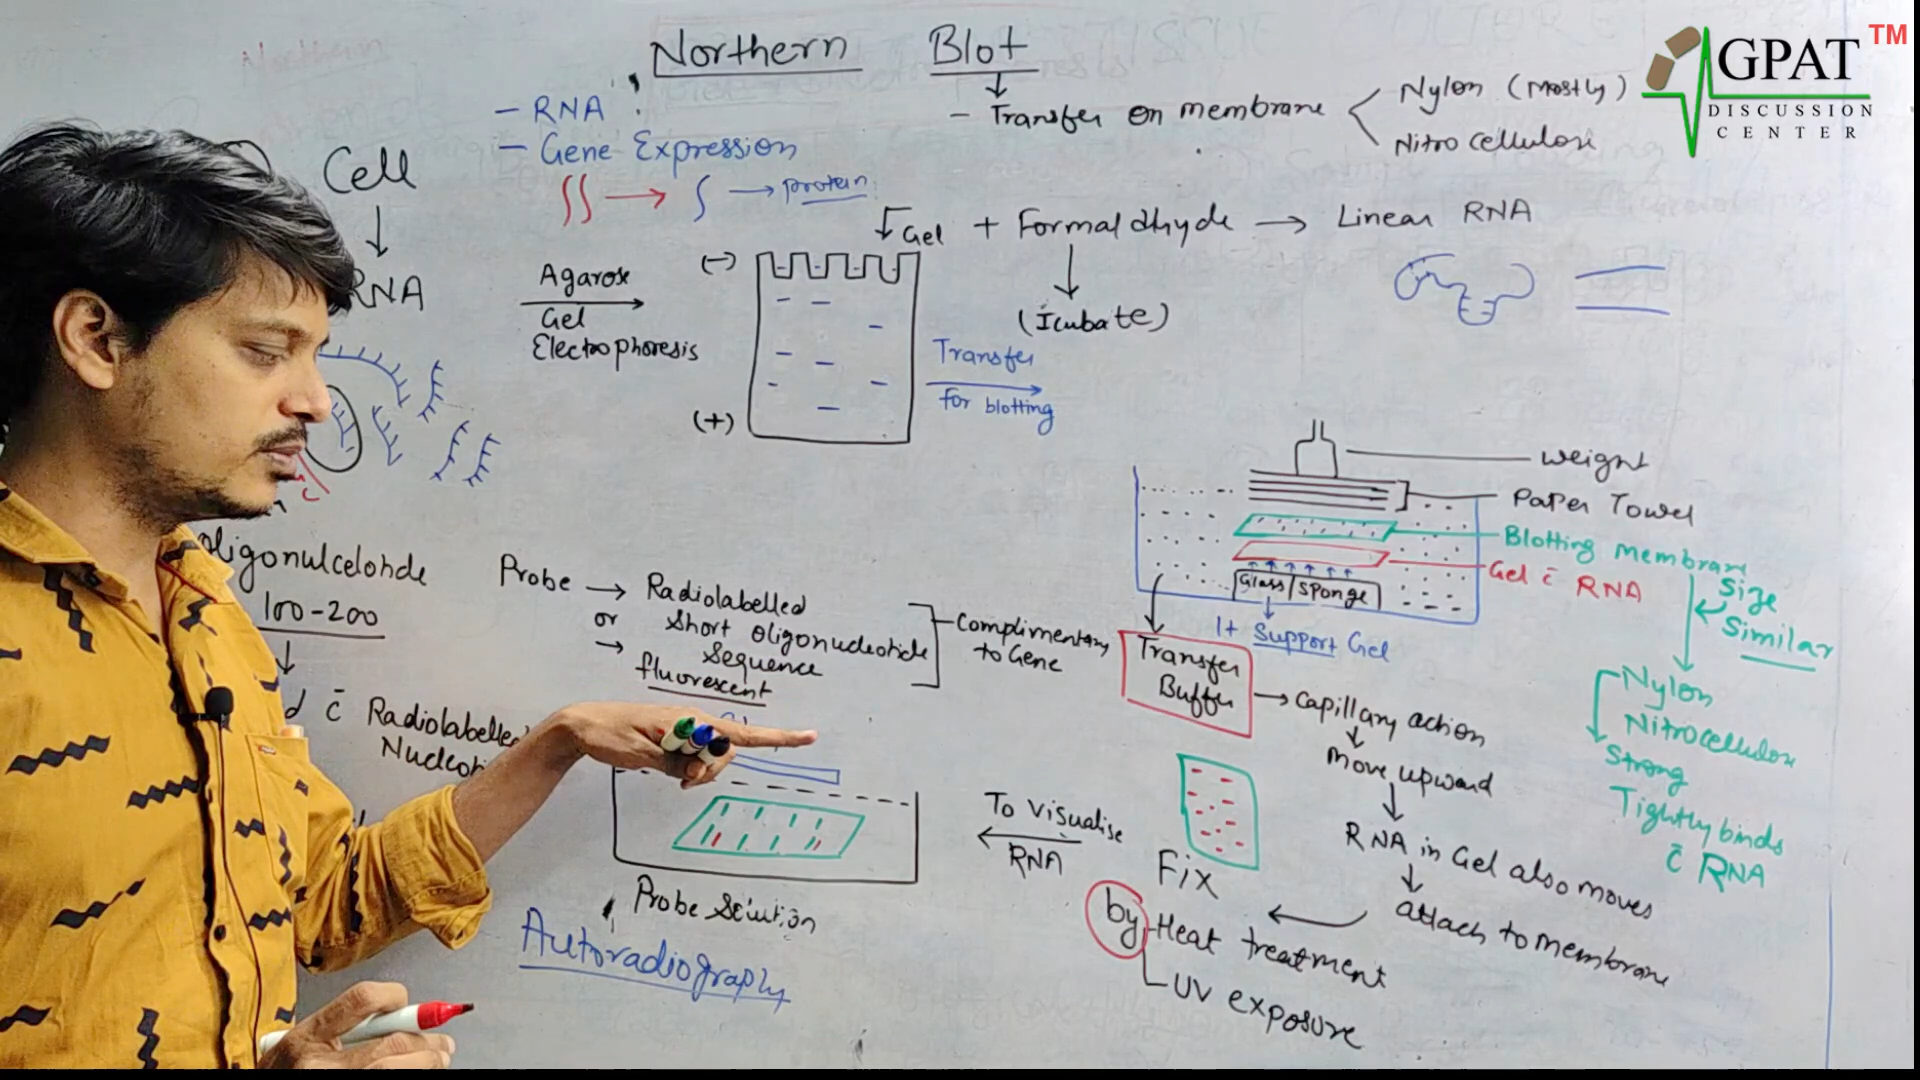 Northern Blot
GPAT TM
DISCUSSION
CENTER
- RNA
- Gene Expression
→ protein
- Transfer on membrane
Nylon (mostly)
Nitrocellulose
Cell
RNA
Agarose
Gel
Electrophoresis
(-)
(+)
Gel + Formaldhyde → Linear RNA
(Icubate)
Transfer
for blotting
weight
Paper Towel
Blotting membrane
Gel c̄ RNA
Glass/sponge
1+ Support Gel
Size
Similar
Nylon
Nitrocellulose
Strong
Tightly binds
c̄ RNA
Transfer
Buffer
→ Capillary action
Move upward
RNA in Gel also moves
attach to membrane
Fix
by
Heat treatment
UV exposure
To visualise
RNA
oligonulcelotide
100-200
c̄ Radiolabelled
Probe → Radiolabelled
or Short oligonucleotide
→ Sequence
fluorescent
Complimentary
to Gene
Probe Solution
Autoradiography